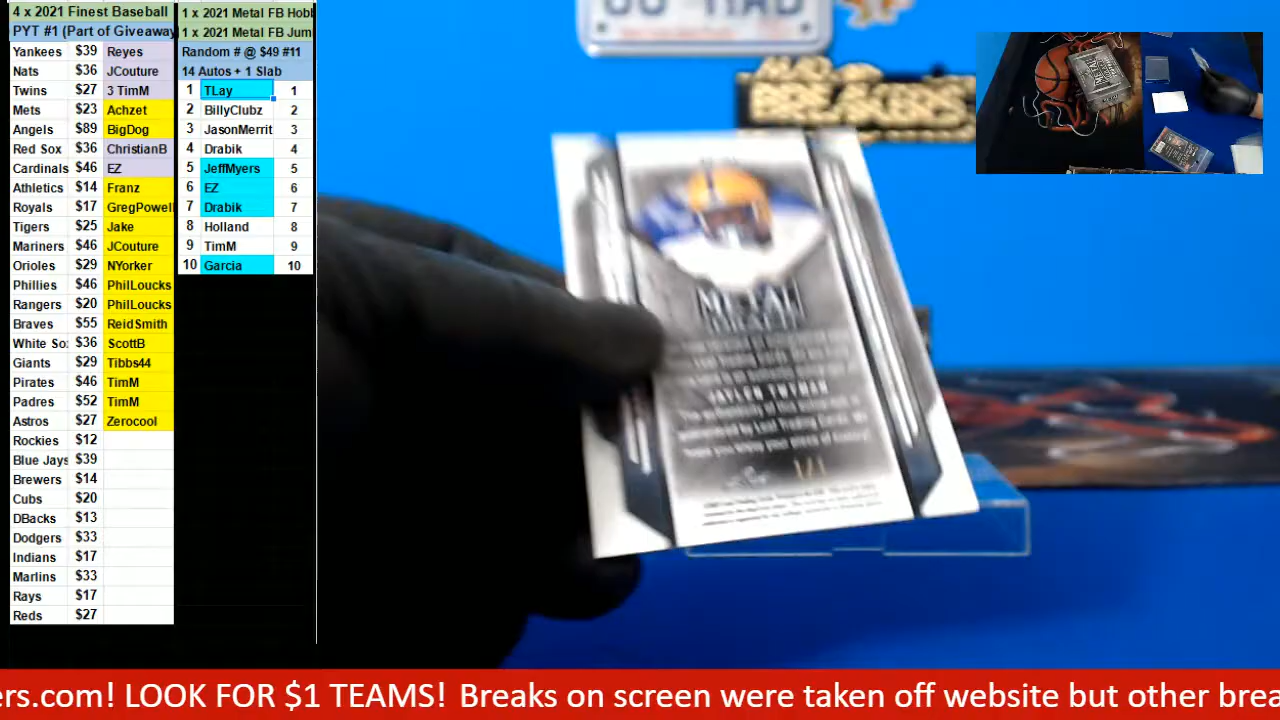 4 x 2021 Finest Baseball
PYT #1 (Part of Giveaway
Yankees $39 Reyes
Nats $36 JCouture
Twins $27 3 TimM
Mets $23 Achzet
Angels $89 BigDog
Red Sox $36 ChristianB
Cardinals $46 EZ
Athletics $14 Franz
Royals $17 GregPowell
Tigers $25 Jake
Mariners $46 JCouture
Orioles $29 NYorker
Phillies $46 PhilLoucks
Rangers $20 PhilLoucks
Braves $55 ReidSmith
White So $36 ScottB
Giants $29 Tibbs44
Pirates $46 TimM
Padres $52 TimM
Astros $27 Zerocool
Rockies $12
Blue Jays $39
Brewers $14
Cubs $20
DBacks $13
Dodgers $33
Indians $17
Marlins $33
Rays $17
Reds $27
1 x 2021 Metal FB Hobb
1 x 2021 Metal FB Jum
Random # @ $49 #11
14 Autos + 1 Slab
1 TLay 1
2 BillyClubz 2
3 JasonMerrit 3
4 Drabik 4
5 JeffMyers 5
6 EZ 6
7 Drabik 7
8 Holland 8
9 TimM 9
10 Garcia 10
BREAKERS
METAL
1/1
METAL
ers.com! LOOK FOR $1 TEAMS! Breaks on screen were taken off website but other brea